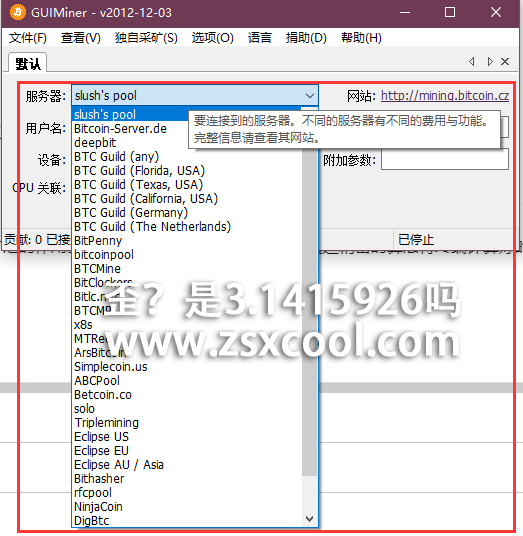 GUIMiner - v2012-12-03
文件(F) 查看(V) 独自采矿(S) 选项(O) 语言 捐助(D) 帮助(H)
默认
服务器: slush's pool 网站: http://mining.bitcoin.cz
slush's pool
要连接到的服务器。不同的服务器有不同的费用与功能。
完整信息请查看其网站。
用户名:
Bitcoin-Server.de
deepbit
设备:
BTC Guild (any)
附加参数:
BTC Guild (Florida, USA)
BTC Guild (Texas, USA)
CPU 关联:
BTC Guild (California, USA)
BTC Guild (Germany)
BTC Guild (The Netherlands)
贡献: 0 已接
BitPenny
已停止
bitcoinpool
BTCMine
BitClockers
歪？是3.1415926吗
x8s
www.zsxcool.com
ArsBitcoin
Simplecoin.us
ABCPool
Betcoin.co
solo
Triplemining
Eclipse US
Eclipse EU
Eclipse AU / Asia
Bithasher
rfcpool
NinjaCoin
DigBtc